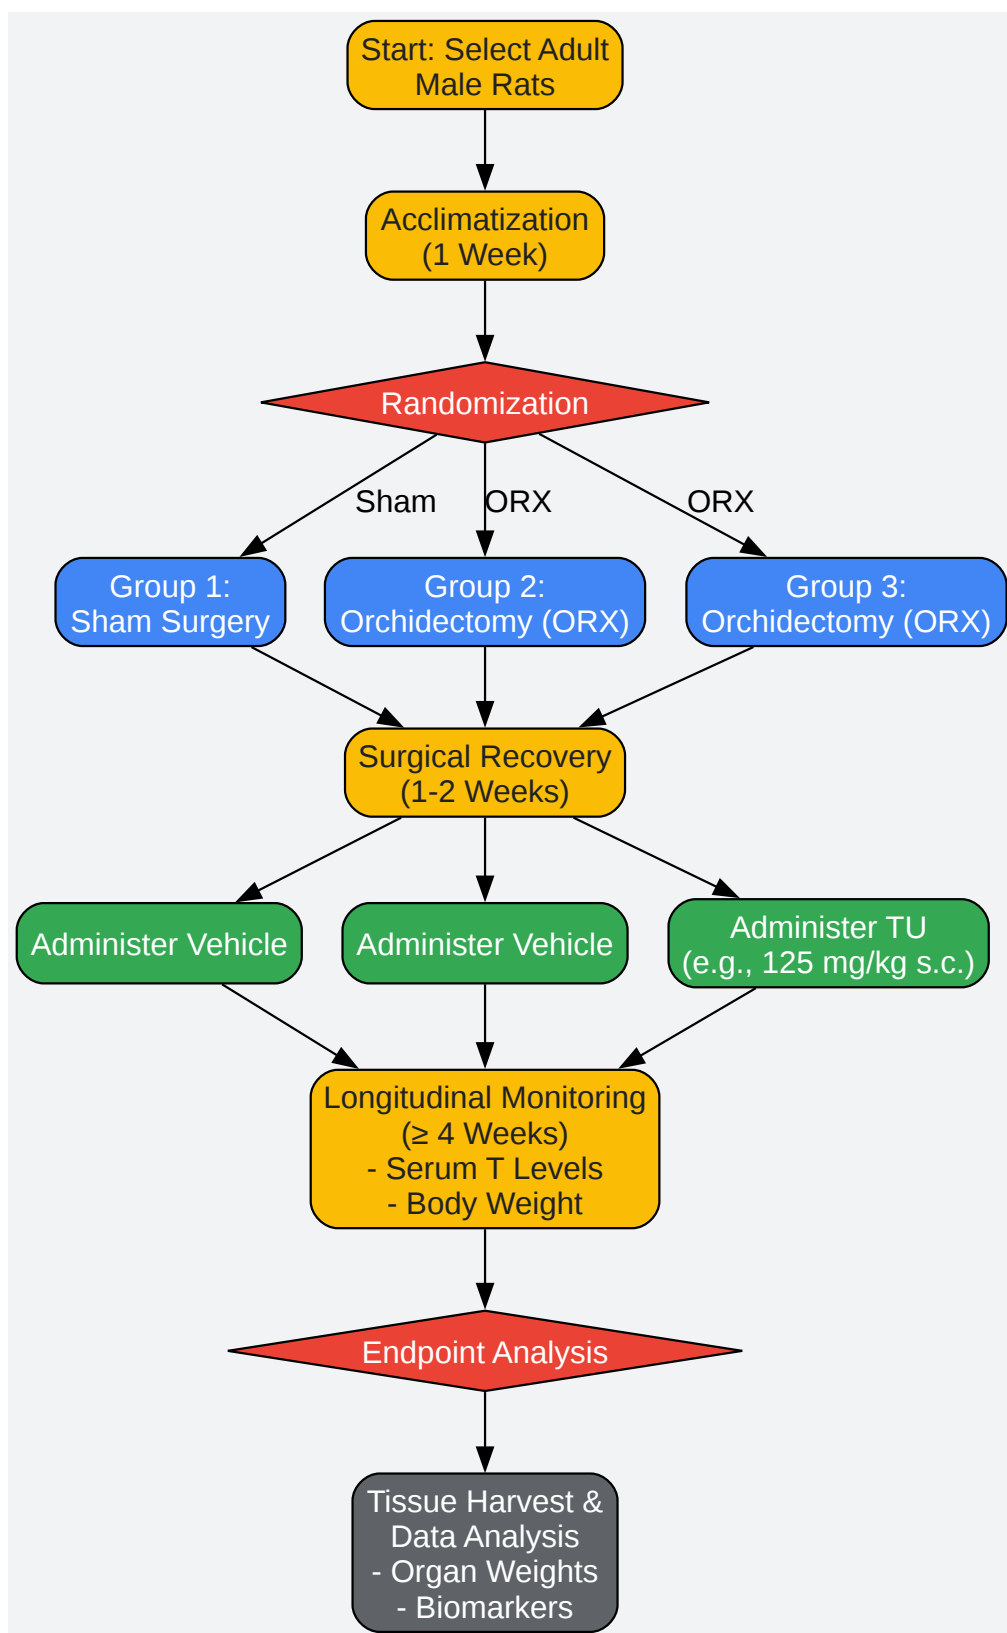 Start: Select Adult
Male Rats
Acclimatization
(1 Week)
Randomization
Sham
ORX
ORX
Group 1:
Sham Surgery
Group 2:
Orchidectomy (ORX)
Group 3:
Orchidectomy (ORX)
Surgical Recovery
(1-2 Weeks)
Administer Vehicle
Administer Vehicle
Administer TU
(e.g., 125 mg/kg s.c.)
Longitudinal Monitoring
(≥ 4 Weeks)
- Serum T Levels
- Body Weight
Endpoint Analysis
Tissue Harvest &
Data Analysis
- Organ Weights
- Biomarkers